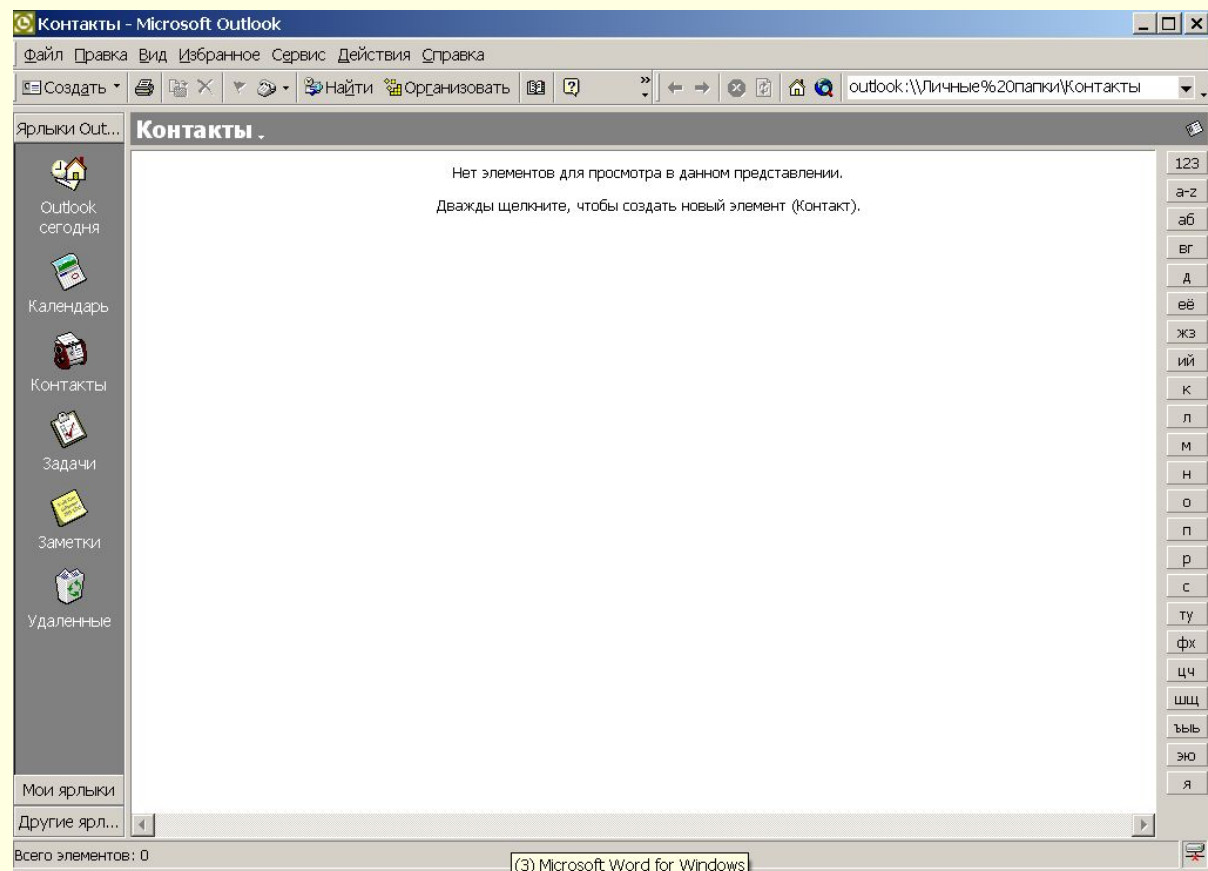 Контакты - Microsoft Outlook
Файл Правка Вид Избранное Сервис Действия Справка
Создать Найти Организовать outlook:\\Личные%20папки\Контакты
Ярлыки Out... Контакты
Нет элементов для просмотра в данном представлении.
Дважды щелкните, чтобы создать новый элемент (Контакт).
Outlook
сегодня
Календарь
Контакты
Задачи
Заметки
Удаленные
Мои ярлыки
Другие ярл...
123
a-z
аб
вг
д
её
жз
ий
к
л
м
н
о
п
р
с
ту
фх
цч
шщ
ъыь
эю
я
Всего элементов: 0
(3) Microsoft Word for Windows